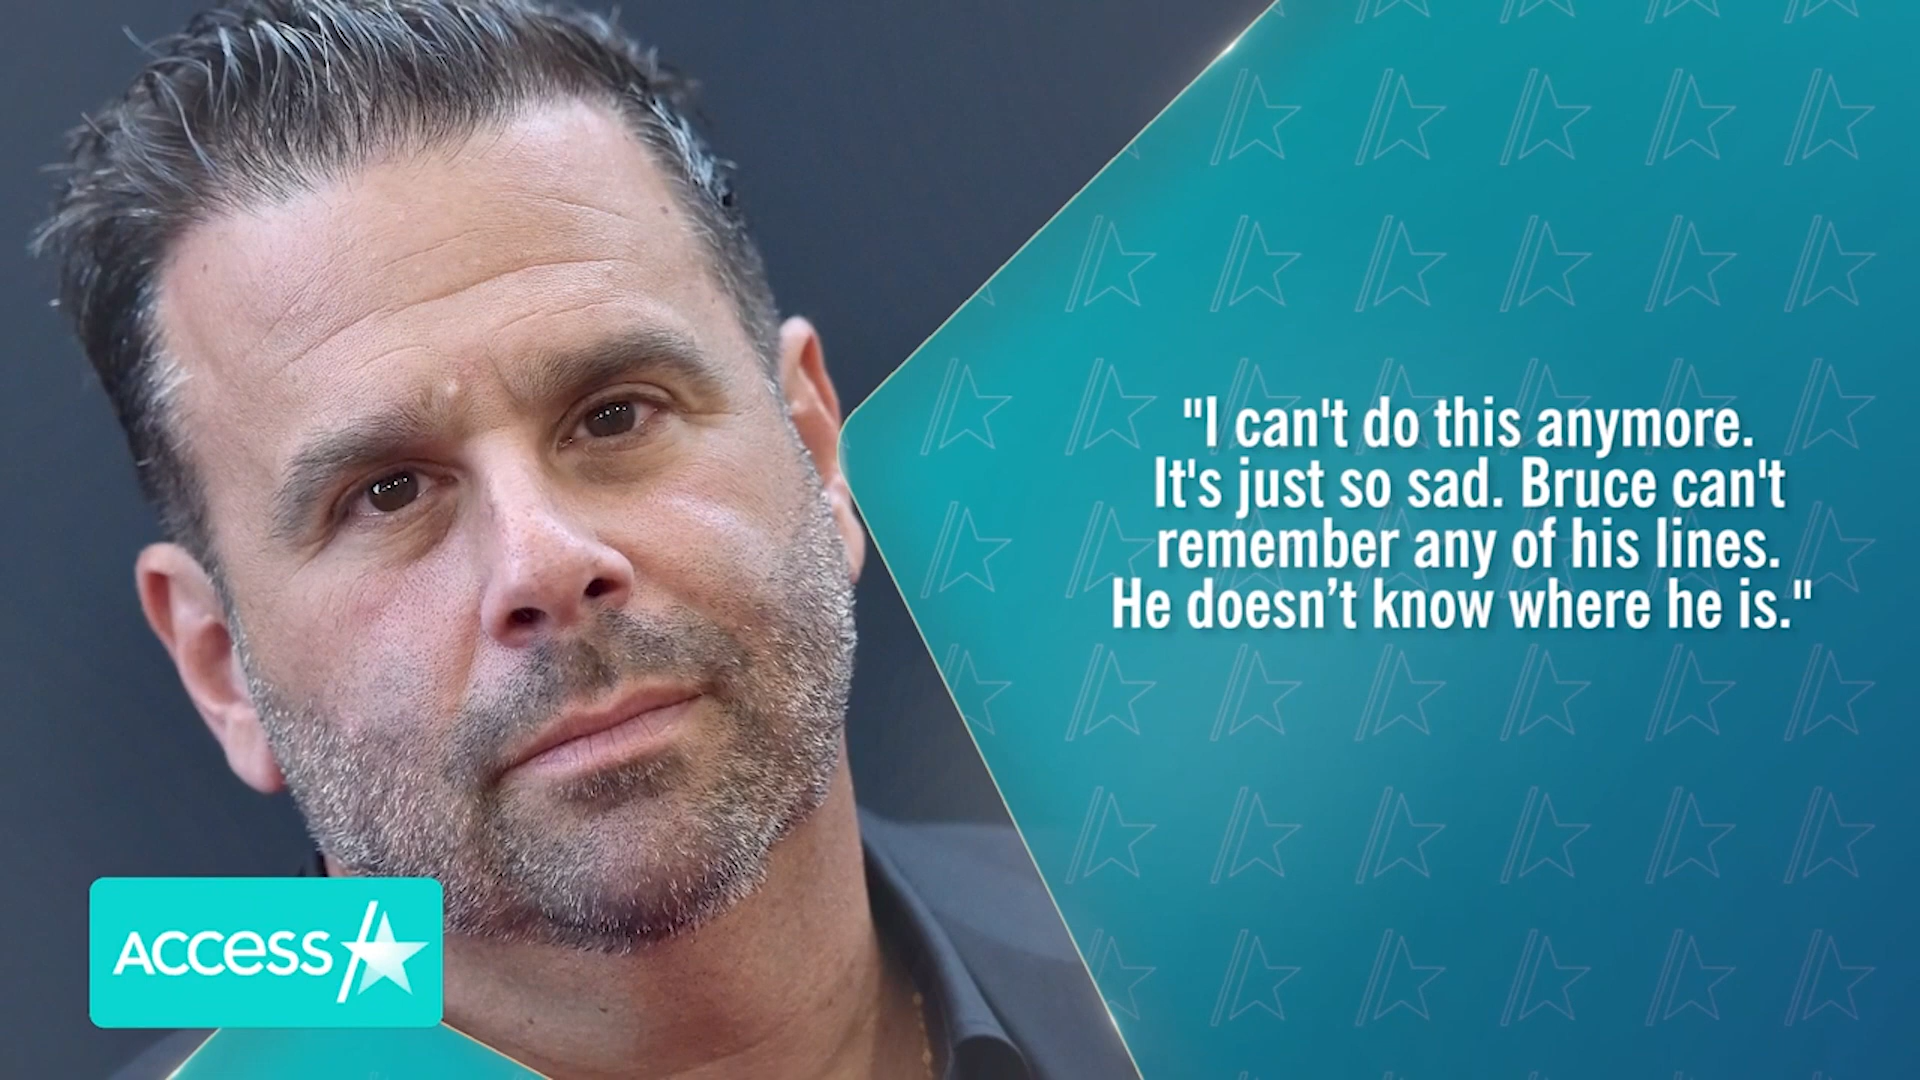 "I can't do this anymore.
It's just so sad. Bruce can't
remember any of his lines.
He doesn’t know where he is."
ACCESS